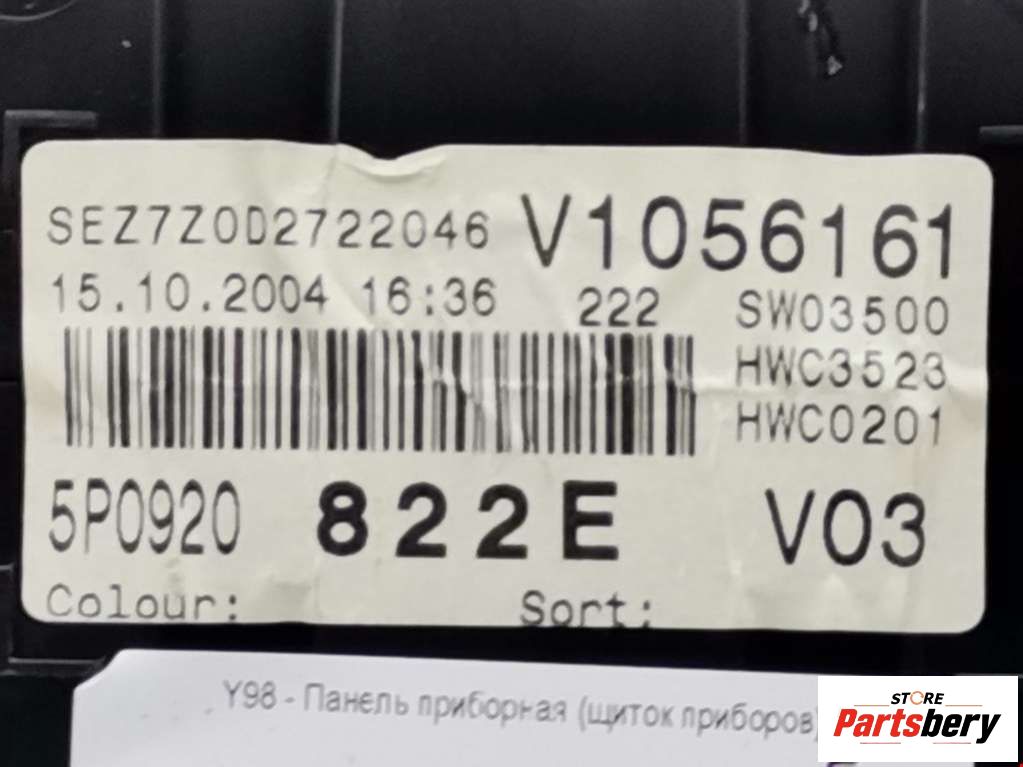 SEZ7Z0D2722046 V1056161
15.10.2004 16:36 222 SW03500
HWC3523
HWC0201
5P0920 822E V03
Colour: Sort:
Y98 - Панель приборная (щиток приборов)
STORE
Partsbery